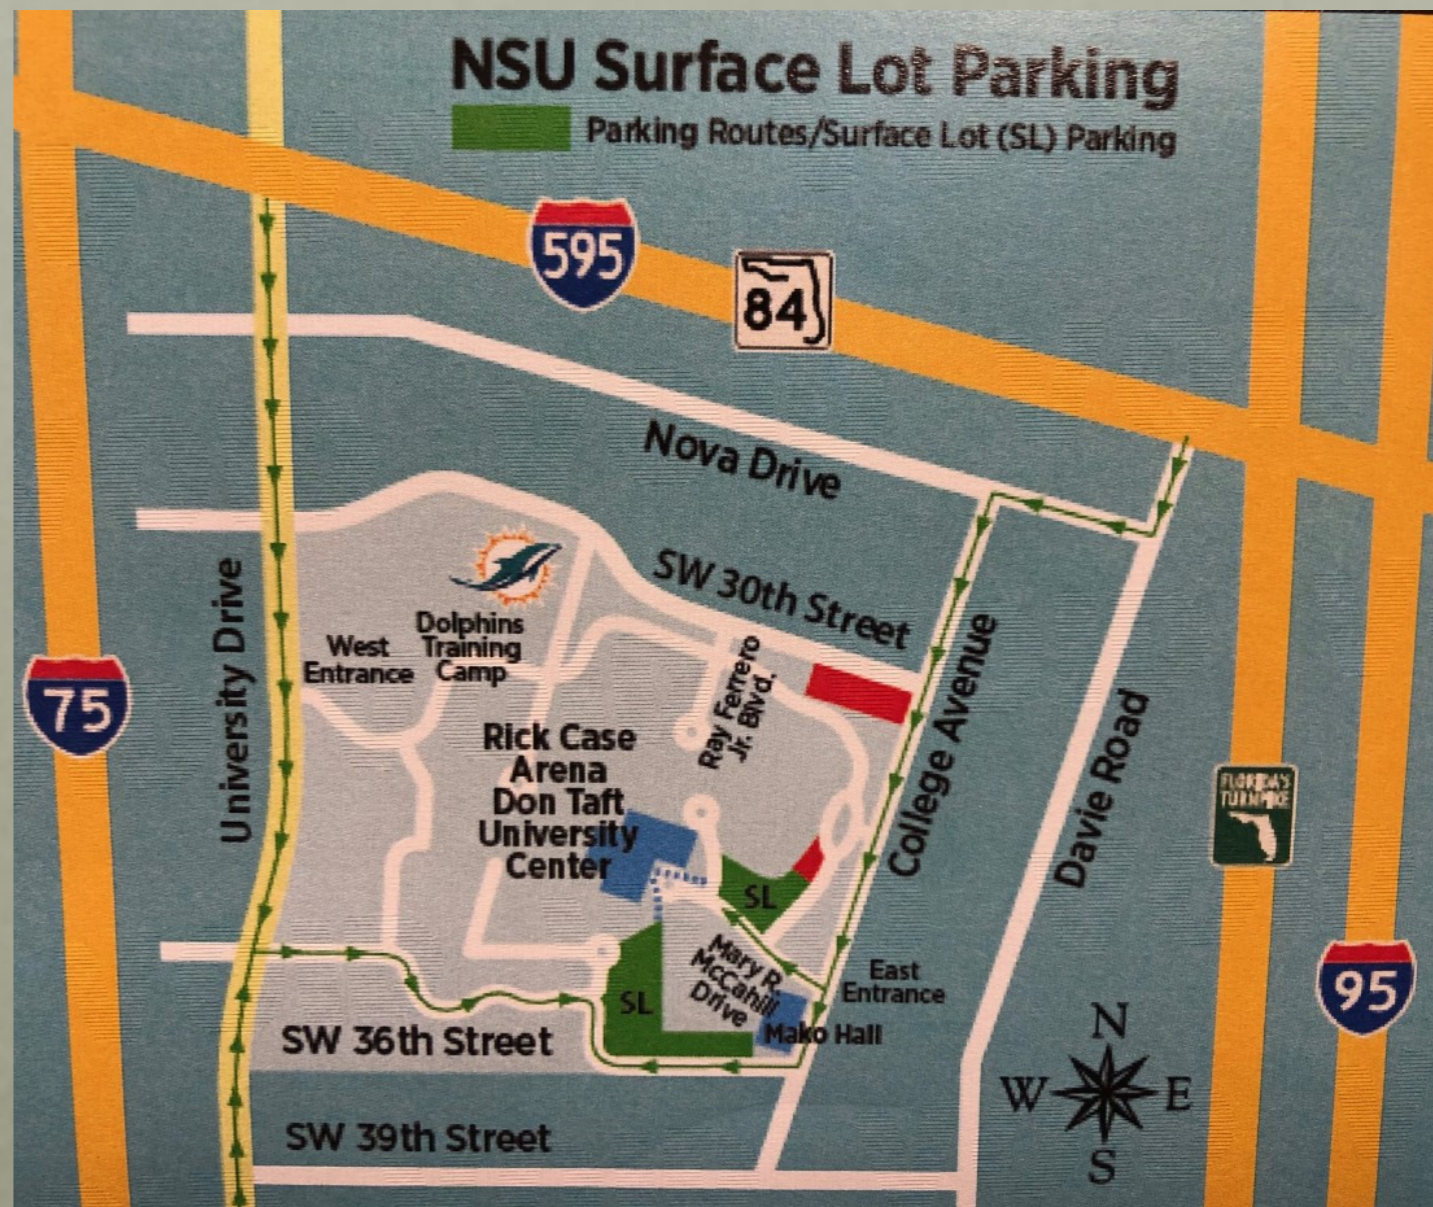 NSU Surface Lot Parking
Parking Routes/Surface Lot (SL) Parking
595
84
Nova Drive
SW 30th Street
University Drive
West
Entrance
Dolphins
Training
Camp
75
Ray Ferrero
Jr. Blvd.
College Avenue
Davie Road
FLORIDA'S
TURNPIKE
Rick Case
Arena
Don Taft
University
Center
SL
Mary R.
McCahill
Drive
East
Entrance
SL
Mako Hall
95
SW 36th Street
SW 39th Street
N
W
E
S